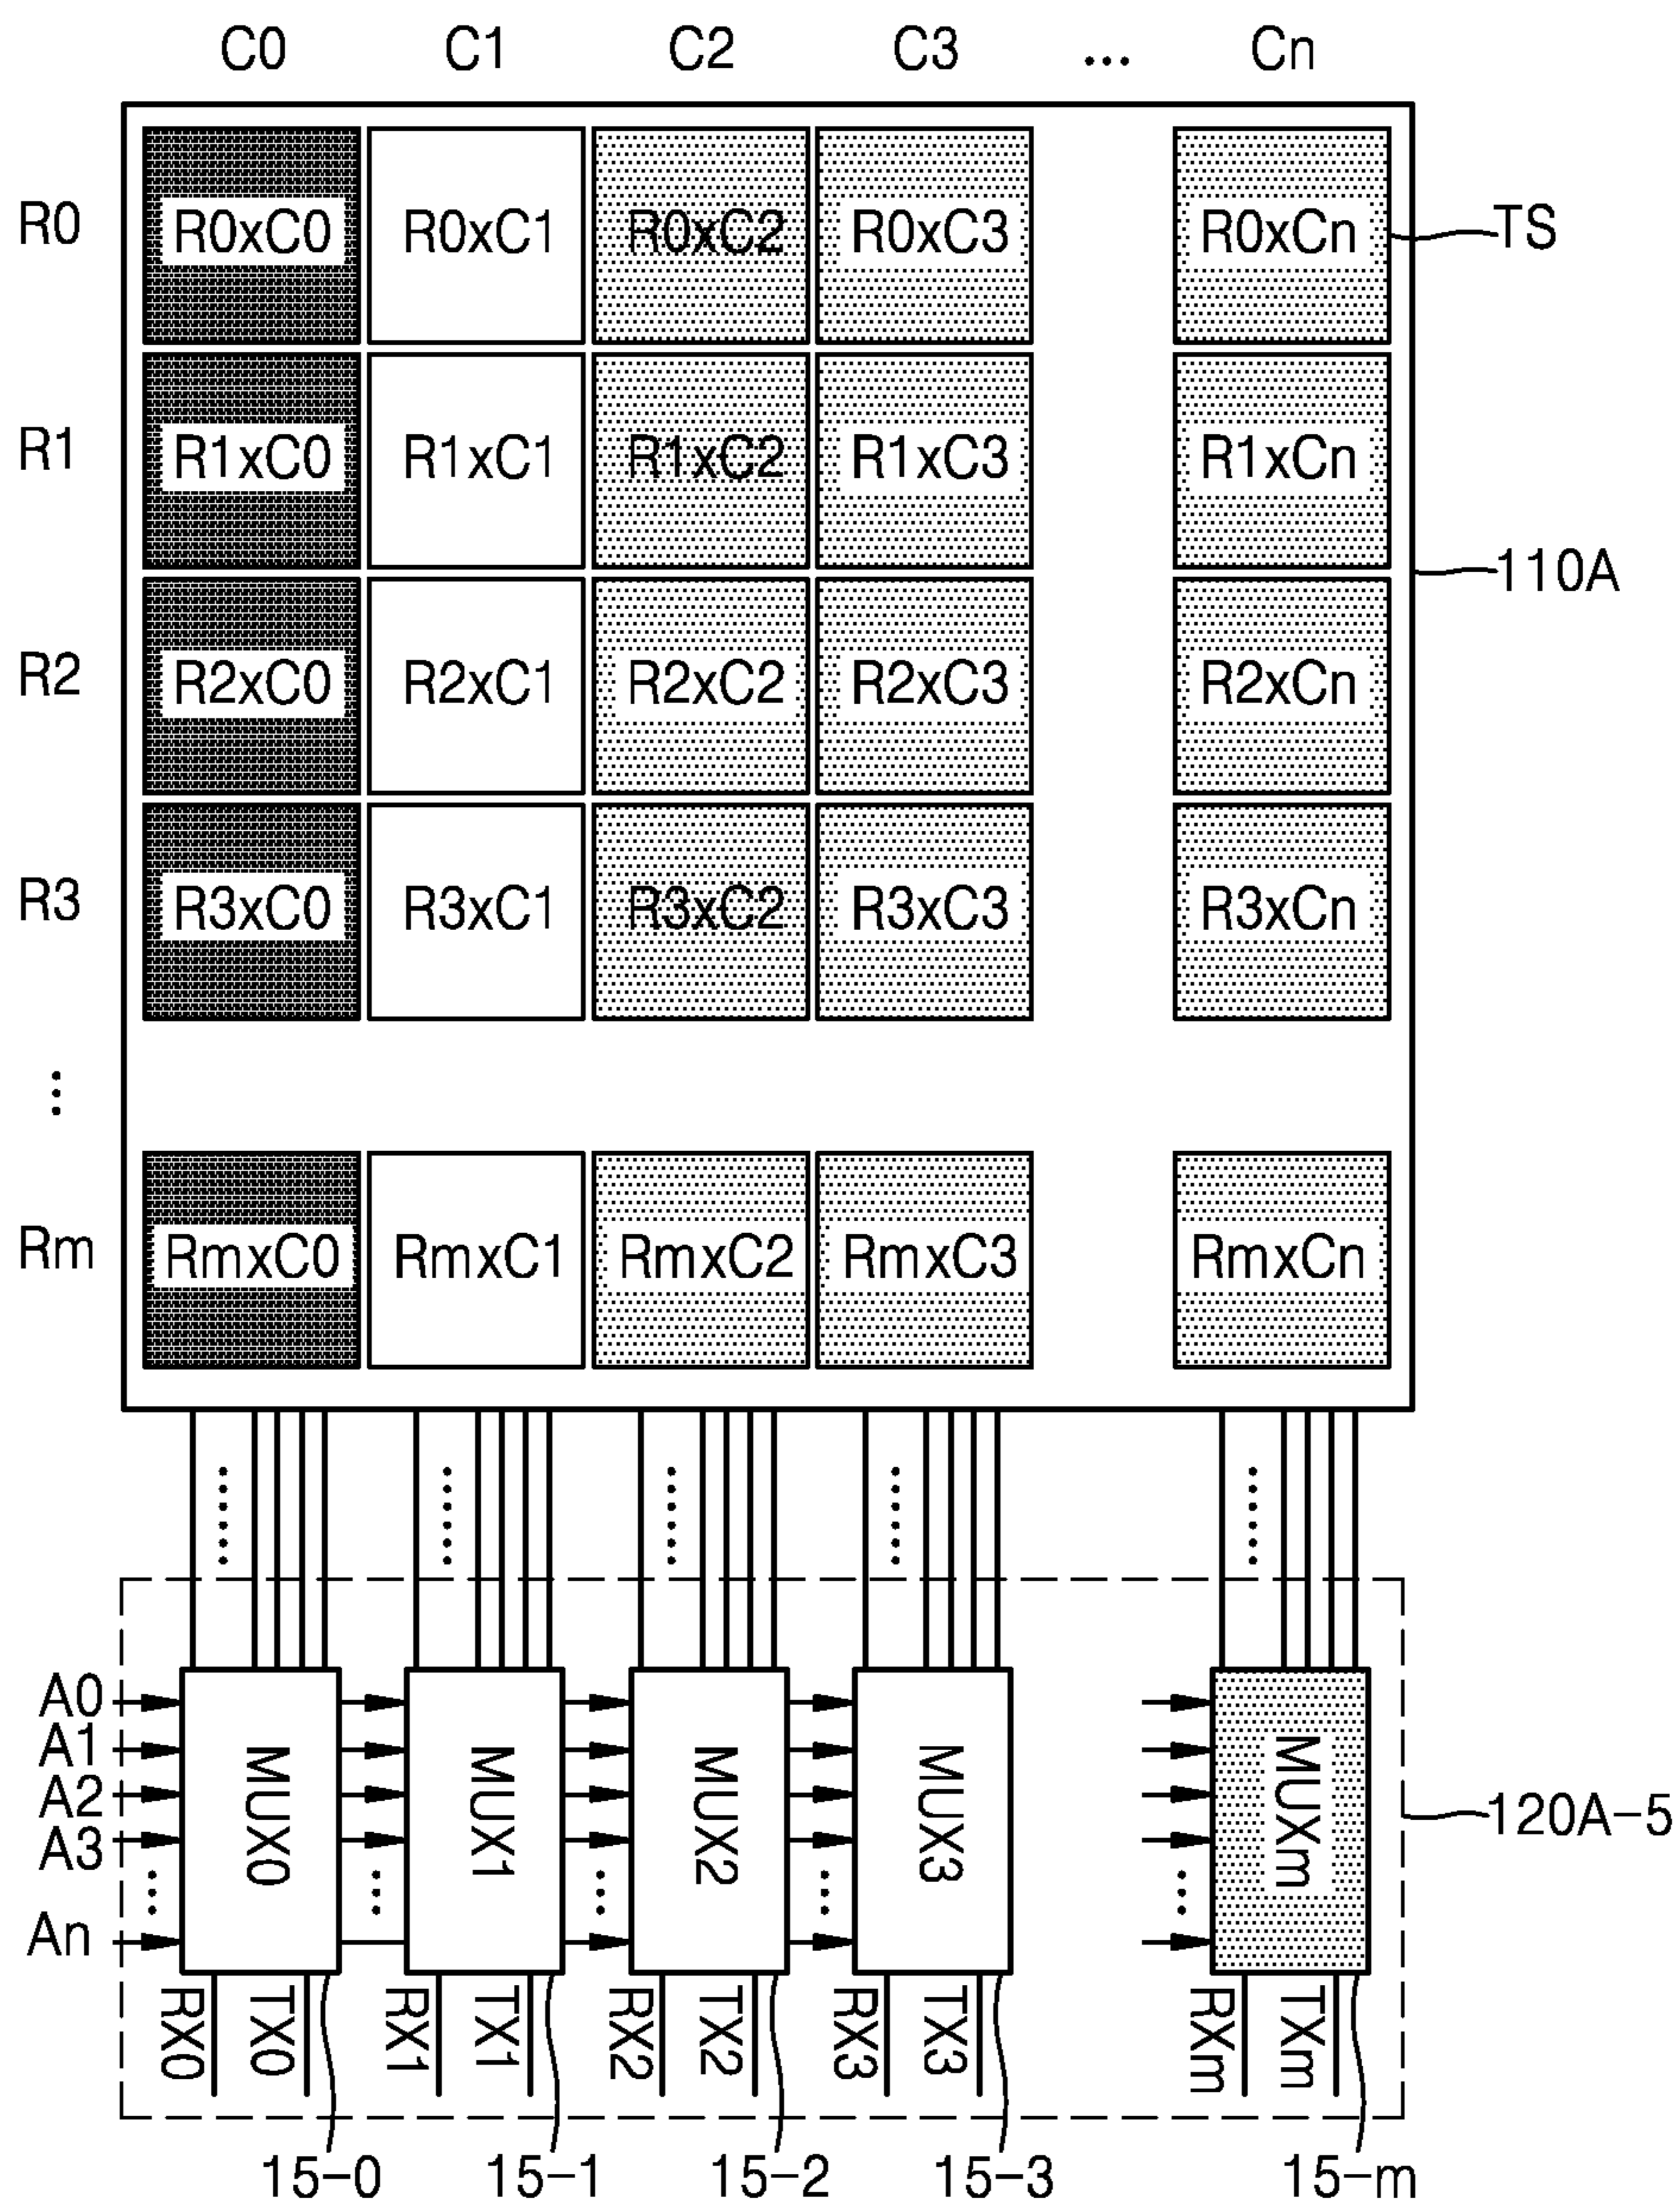 C0 C1 C2 C3 ... Cn
R0 R0xC0 R0xC1 R0xC2 R0xC3 R0xCn TS
R1 R1xC0 R1xC1 R1xC2 R1xC3 R1xCn
110A
R2 R2xC0 R2xC1 R2xC2 R2xC3 R2xCn
R3 R3xC0 R3xC1 R3xC2 R3xC3 R3xCn
Rm RmxC0 RmxC1 RmxC2 RmxC3 RmxCn
A0
A1
A2
A3
An
MUX0 MUX1 MUX2 MUX3 MUXm
120A-5
RX0 TX0 RX1 TX1 RX2 TX2 RX3 TX3 RXm TXm
15-0 15-1 15-2 15-3 15-m